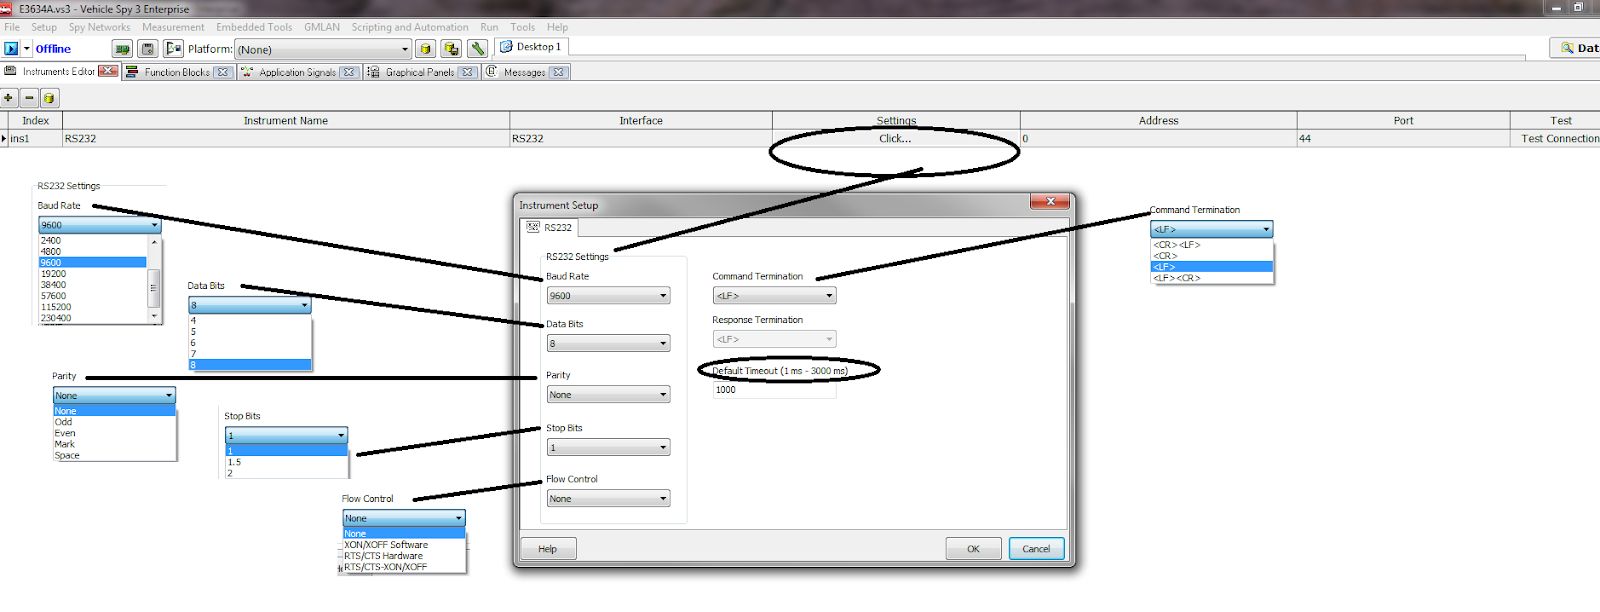 E3634A.vs3 - Vehicle Spy 3 Enterprise
File Setup Spy Networks Measurement Embedded Tools GMLAN Scripting and Automation Run Tools Help
Offline Platform: (None) Desktop 1 Dat
Instruments Editor Function Blocks Application Signals Graphical Panels Messages
Index Instrument Name Interface Settings Address Port Test
ins1 RS232 RS232 Click... 0 44 Test Connection
RS232 Settings
Baud Rate
9600
2400
4800
9600
19200
38400
57600
115200
230400
Data Bits
8
4
5
6
7
8
Parity
None
None
Odd
Even
Mark
Space
Stop Bits
1
1
1.5
2
Flow Control
None
None
XON/XOFF Software
RTS/CTS Hardware
RTS/CTS-XON/XOFF
Instrument Setup
RS232
RS232 Settings
Baud Rate
9600
Data Bits
8
Parity
None
Stop Bits
1
Flow Control
None
Command Termination
<LF>
Response Termination
<LF>
Default Timeout (1 ms - 3000 ms)
1000
Help OK Cancel
Command Termination
<LF>
<CR><LF>
<CR>
<LF>
<LF><CR>